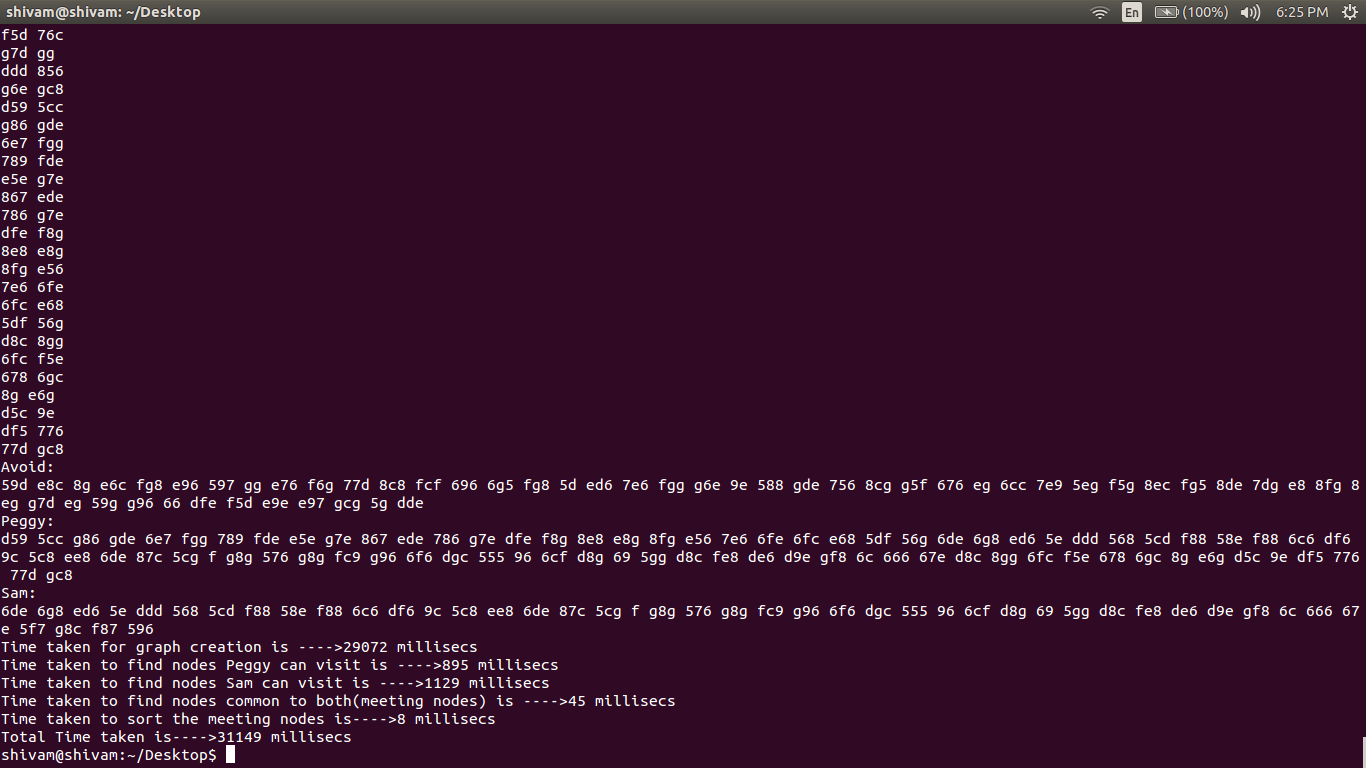 shivam@shivam: ~/Desktop
En (100%) 6:25 PM
f5d 76c
g7d gg
ddd 856
g6e gc8
d59 5cc
g86 gde
6e7 fgg
789 fde
e5e g7e
867 ede
786 g7e
dfe f8g
8e8 e8g
8fg e56
7e6 6fe
6fc e68
5df 56g
d8c 8gg
6fc f5e
678 6gc
8g e6g
d5c 9e
df5 776
77d gc8
Avoid:
59d e8c 8g e6c fg8 e96 597 gg e76 f6g 77d 8c8 fcf 696 6g5 fg8 5d ed6 7e6 fgg g6e 9e 588 gde 756 8cg g5f 676 eg 6cc 7e9 5eg f5g 8ec fg5 8de 7dg e8 8fg 8
eg g7d eg 59g g96 66 dfe f5d e9e e97 gcg 5g dde
Peggy:
d59 5cc g86 gde 6e7 fgg 789 fde e5e g7e 867 ede 786 g7e dfe f8g 8e8 e8g 8fg e56 7e6 6fe 6fc e68 5df 56g 6de 6g8 ed6 5e ddd 568 5cd f88 58e f88 6c6 df6
9c 5c8 ee8 6de 87c 5cg f g8g 576 g8g fc9 g96 6f6 dgc 555 96 6cf d8g 69 5gg d8c fe8 de6 d9e gf8 6c 666 67e d8c 8gg 6fc f5e 678 6gc 8g e6g d5c 9e df5 776
77d gc8
Sam:
6de 6g8 ed6 5e ddd 568 5cd f88 58e f88 6c6 df6 9c 5c8 ee8 6de 87c 5cg f g8g 576 g8g fc9 g96 6f6 dgc 555 96 6cf d8g 69 5gg d8c fe8 de6 d9e gf8 6c 666 67
e 5f7 g8c f87 596
Time taken for graph creation is ---->29072 millisecs
Time taken to find nodes Peggy can visit is ---->895 millisecs
Time taken to find nodes Sam can visit is ---->1129 millisecs
Time taken to find nodes common to both(meeting nodes) is ---->45 millisecs
Time taken to sort the meeting nodes is---->8 millisecs
Total Time taken is---->31149 millisecs
shivam@shivam:~/Desktop$